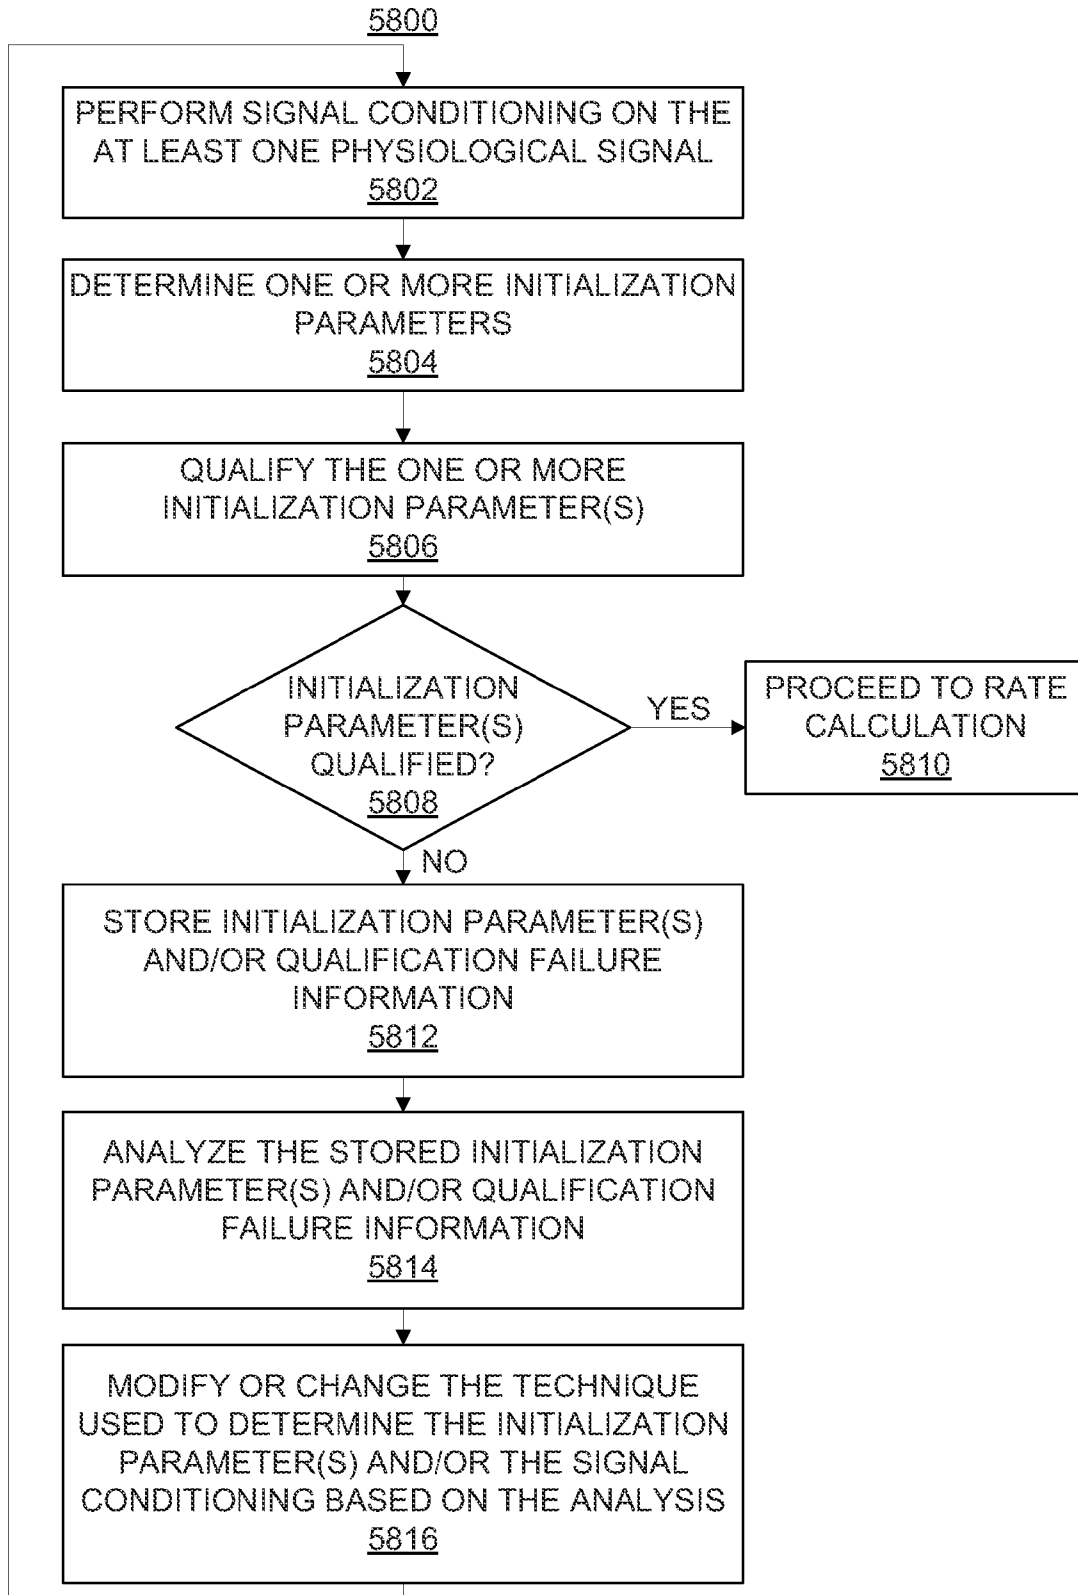 5800
PERFORM SIGNAL CONDITIONING ON THE
AT LEAST ONE PHYSIOLOGICAL SIGNAL
5802
DETERMINE ONE OR MORE INITIALIZATION
PARAMETERS
5804
QUALIFY THE ONE OR MORE
INITIALIZATION PARAMETER(S)
5806
INITIALIZATION
PARAMETER(S)
QUALIFIED?
5808
YES
PROCEED TO RATE
CALCULATION
5810
NO
STORE INITIALIZATION PARAMETER(S)
AND/OR QUALIFICATION FAILURE
INFORMATION
5812
ANALYZE THE STORED INITIALIZATION
PARAMETER(S) AND/OR QUALIFICATION
FAILURE INFORMATION
5814
MODIFY OR CHANGE THE TECHNIQUE
USED TO DETERMINE THE INITIALIZATION
PARAMETER(S) AND/OR THE SIGNAL
CONDITIONING BASED ON THE ANALYSIS
5816